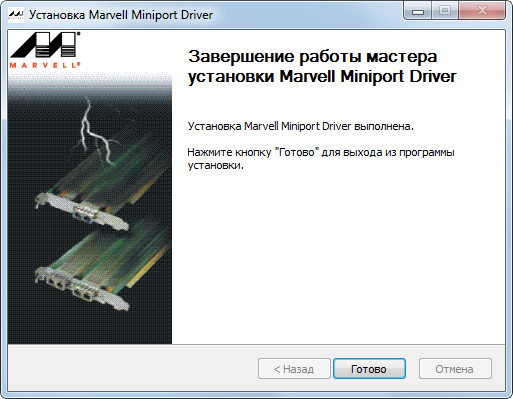 Установка Marvell Miniport Driver
MARVELL®
Завершение работы мастера
установки Marvell Miniport Driver
Установка Marvell Miniport Driver выполнена.
Нажмите кнопку "Готово" для выхода из программы
установки.
< Назад
Готово
Отмена